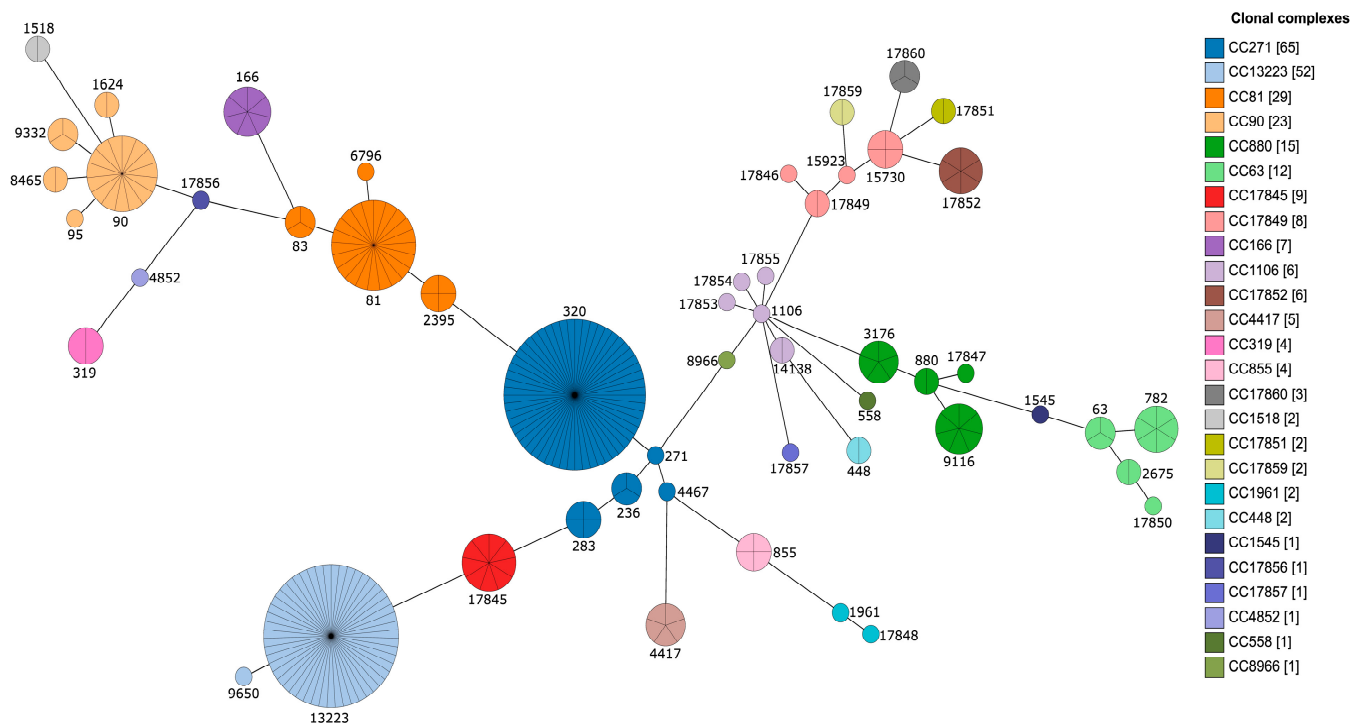 1518
1624
9332
8465
95
90
17856
4852
319
166
83
6796
81
2395
320
271
236
283
4467
17845
13223
9650
4417
855
1961
17848
8966
1106
17853
17854
17855
14138
17857
448
558
3176
880
17847
9116
1545
63
782
2675
17850
17849
17846
15923
17859
15730
17860
17851
17852
Clonal complexes
CC271 [65]
CC13223 [52]
CC81 [29]
CC90 [23]
CC880 [15]
CC63 [12]
CC17845 [9]
CC17849 [8]
CC166 [7]
CC1106 [6]
CC17852 [6]
CC4417 [5]
CC319 [4]
CC855 [4]
CC17860 [3]
CC1518 [2]
CC17851 [2]
CC17859 [2]
CC1961 [2]
CC448 [2]
CC1545 [1]
CC17856 [1]
CC17857 [1]
CC4852 [1]
CC558 [1]
CC8966 [1]